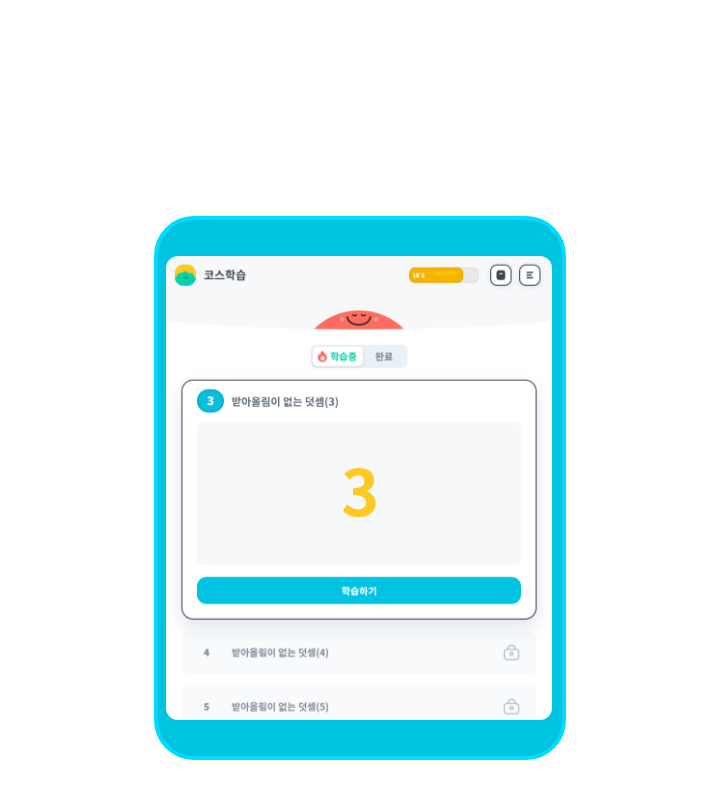 코스학습
LV 3
학습중 완료
3 받아올림이 없는 덧셈(3)
3
학습하기
4 받아올림이 없는 덧셈(4)
5 받아올림이 없는 덧셈(5)